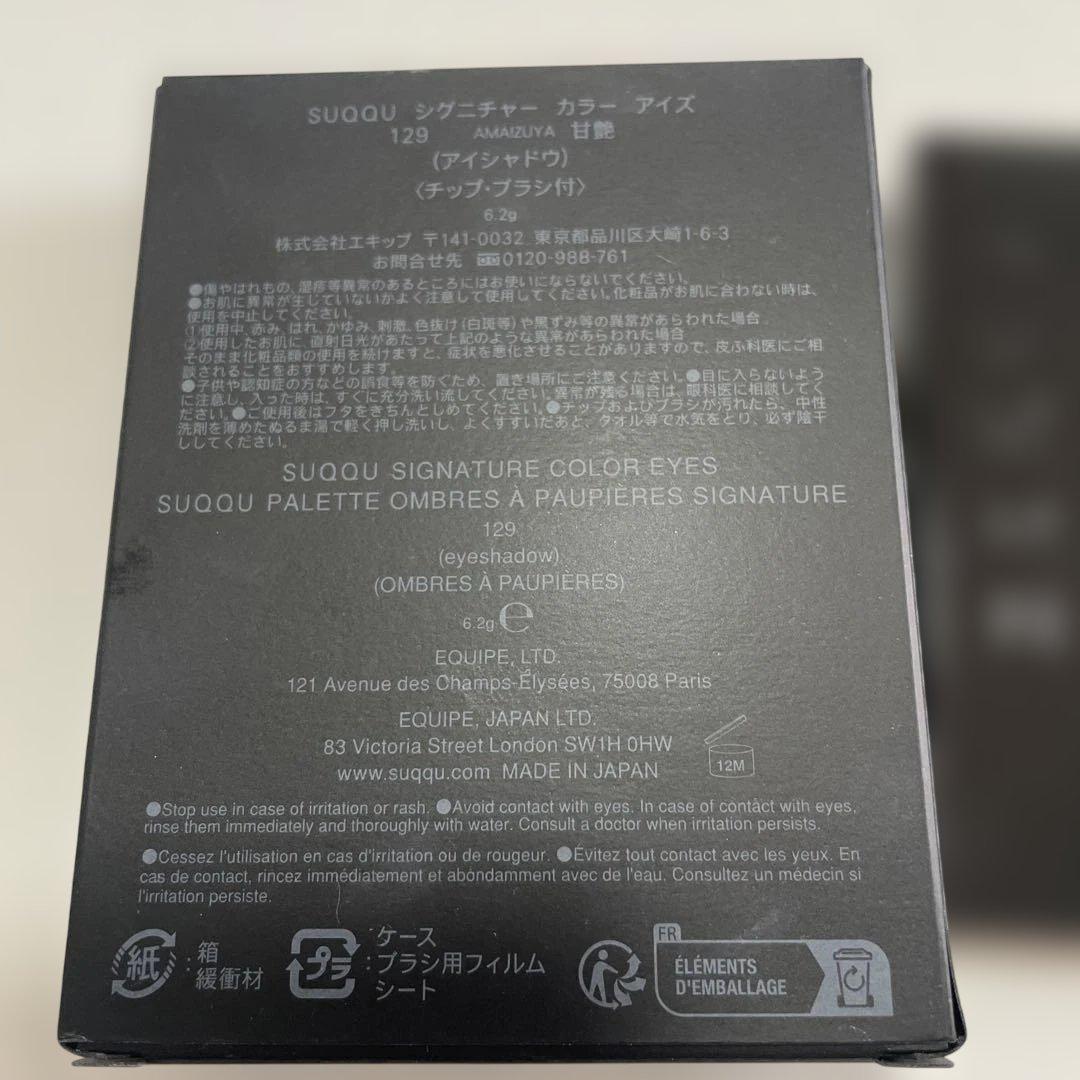 SUQQU シグニチャー カラー アイズ
129 AMAIZUYA 甘艶
(アイシャドウ)
〈チップ・ブラシ付〉
6.2g
株式会社エキップ 〒141-0032 東京都品川区大崎1-6-3
お問合せ先 0120-988-761
●傷やはれもの、湿疹等異常のあるところにはお使いにならないでください。
●お肌に異常が生じていないかよく注意して使用してください。化粧品がお肌に合わない時は、
使用を中止してください。
①使用中、赤み、はれ、かゆみ、刺激、色抜け(白斑等)や黒ずみ等の異常があらわれた場合
②使用したお肌に、直射日光があたって上記のような異常があらわれた場合
そのまま化粧品類の使用を続けますと、症状を悪化させることがありますので、皮ふ科医にご相
談されることをおすすめします。
●子供や認知症の方などの誤食等を防ぐため、置き場所にご注意ください。●目に入らないよう
に注意し、入った時は、すぐに充分洗い流してください。異常が残る場合は、眼科医に相談してく
ださい。●ご使用後はフタをきちんとしめてください。●チップおよびブラシが汚れたら、中性
洗剤を薄めたぬるま湯で軽く押し洗いし、よくすすいだあと、タオル等で水気をとり、必ず陰干
ししてください。
SUQQU SIGNATURE COLOR EYES
SUQQU PALETTE OMBRES À PAUPIÈRES SIGNATURE
129
(eyeshadow)
(OMBRES À PAUPIÈRES)
6.2g ℮
EQUIPE, LTD.
121 Avenue des Champs-Élysées, 75008 Paris
EQUIPE, JAPAN LTD.
83 Victoria Street London SW1H 0HW
www.suqqu.com MADE IN JAPAN
12M
●Stop use in case of irritation or rash. ●Avoid contact with eyes. In case of contact with eyes,
rinse them immediately and thoroughly with water. Consult a doctor when irritation persists.
●Cessez l'utilisation en cas d'irritation ou de rougeur. ●Évitez tout contact avec les yeux. En
cas de contact, rincez immédiatement et abondamment avec de l'eau. Consultez un médecin si
l'irritation persiste.
紙 : 箱
緩衝材
プラ : ケース
ブラシ用フィルム
シート
FR
ÉLÉMENTS
D'EMBALLAGE